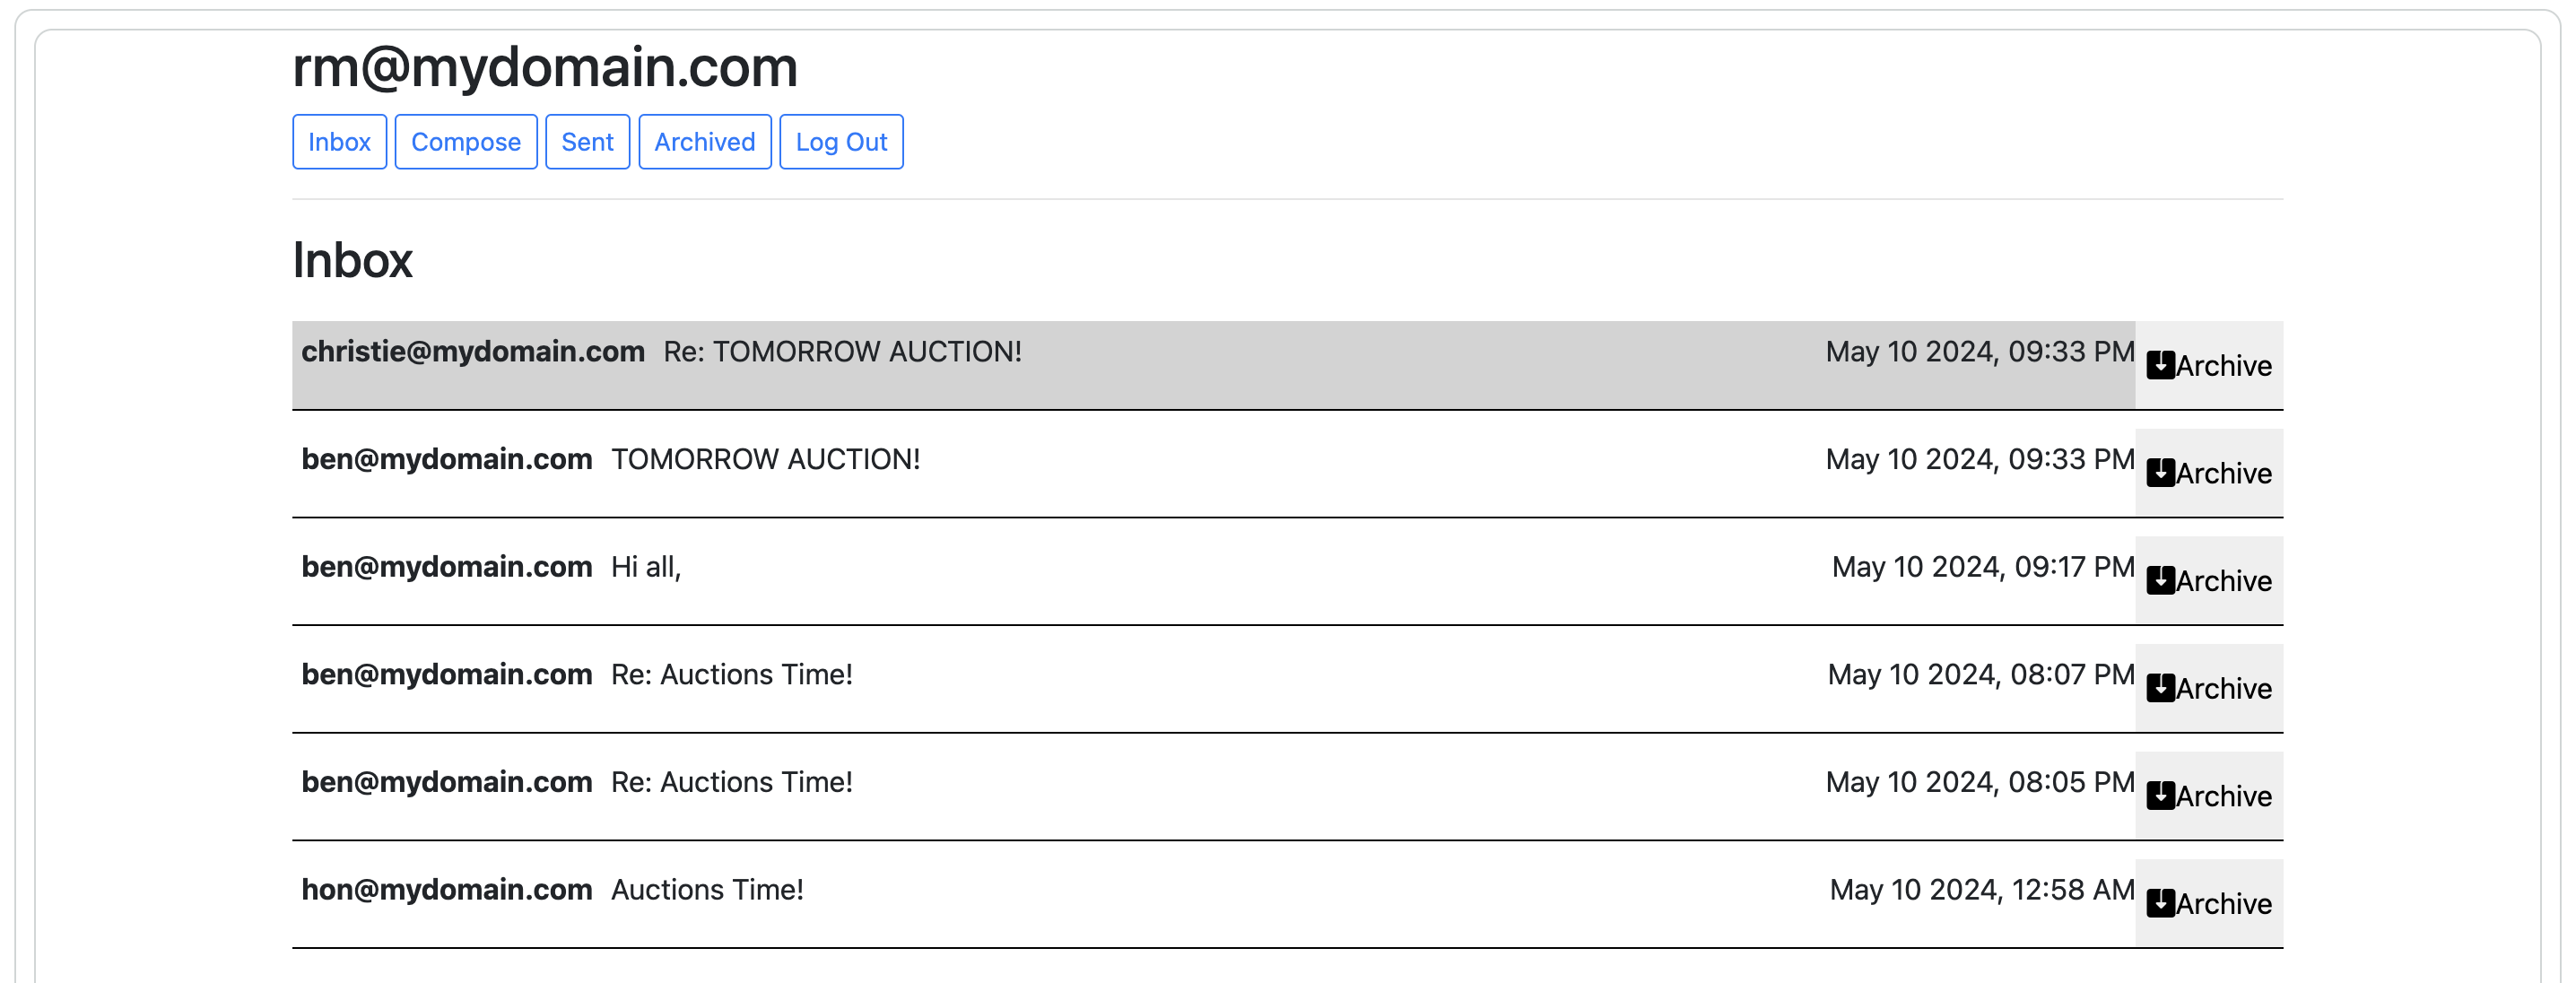 rm@mydomain.com
Inbox Compose Sent Archived Log Out
Inbox
christie@mydomain.com Re: TOMORROW AUCTION! May 10 2024, 09:33 PM Archive
ben@mydomain.com TOMORROW AUCTION! May 10 2024, 09:33 PM Archive
ben@mydomain.com Hi all, May 10 2024, 09:17 PM Archive
ben@mydomain.com Re: Auctions Time! May 10 2024, 08:07 PM Archive
ben@mydomain.com Re: Auctions Time! May 10 2024, 08:05 PM Archive
hon@mydomain.com Auctions Time! May 10 2024, 12:58 AM Archive